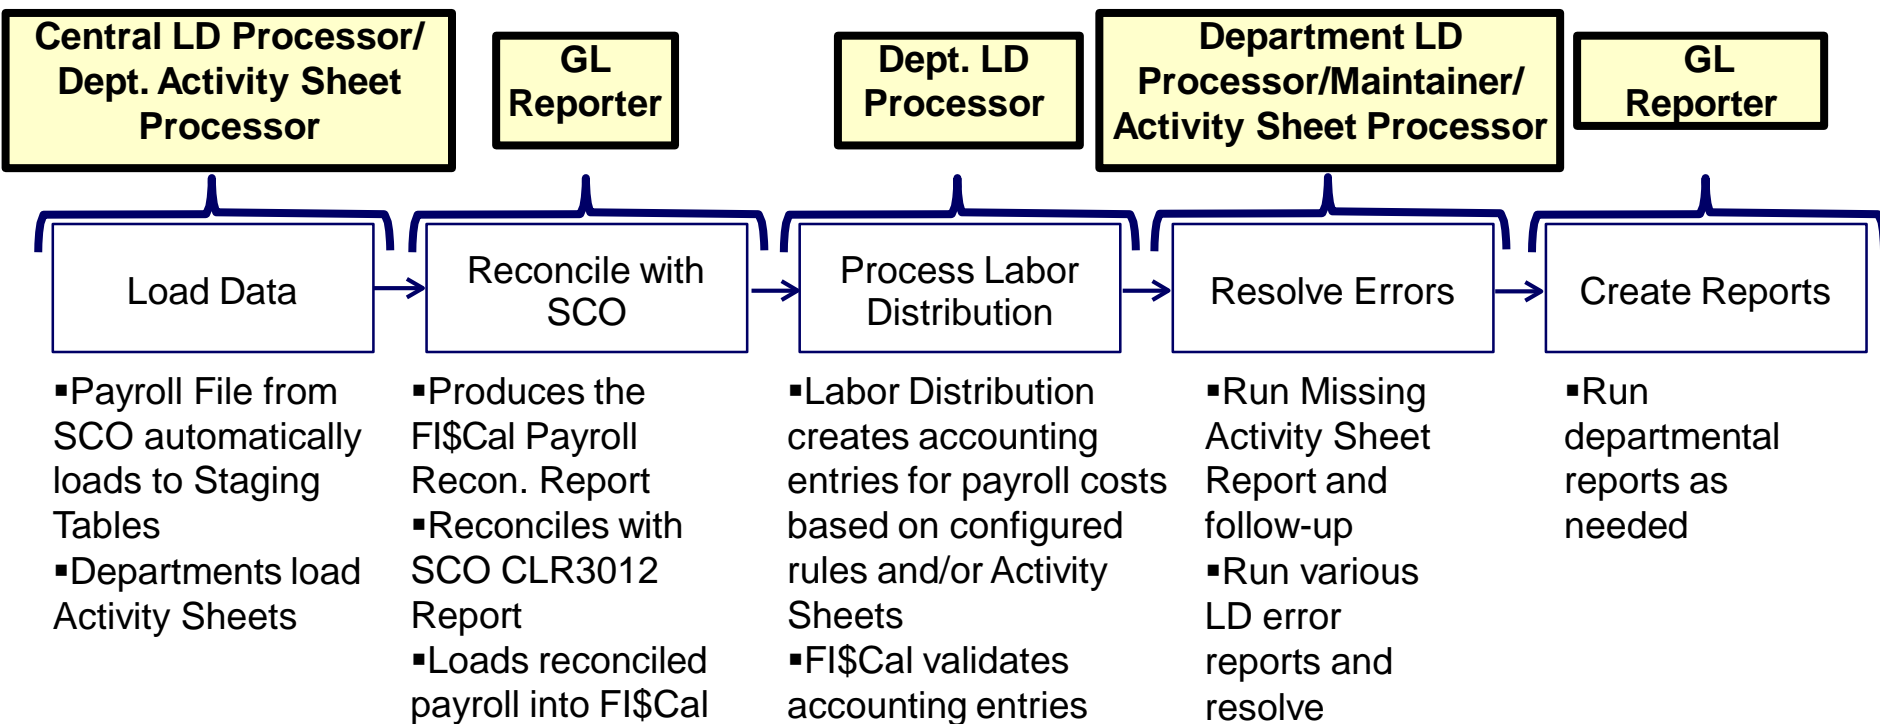 Central LD Processor/
Dept. Activity Sheet
Processor
GL
Reporter
Dept. LD
Processor
Department LD
Processor/Maintainer/
Activity Sheet Processor
GL
Reporter
Load Data
Reconcile with
SCO
Process Labor
Distribution
Resolve Errors
Create Reports
▪Payroll File from
SCO automatically
loads to Staging
Tables
▪Departments load
Activity Sheets
▪Produces the
FI$Cal Payroll
Recon. Report
▪Reconciles with
SCO CLR3012
Report
▪Loads reconciled
payroll into FI$Cal
▪Labor Distribution
creates accounting
entries for payroll costs
based on configured
rules and/or Activity
Sheets
▪FI$Cal validates
accounting entries
▪Run Missing
Activity Sheet
Report and
follow-up
▪Run various
LD error
reports and
resolve
▪Run
departmental
reports as
needed